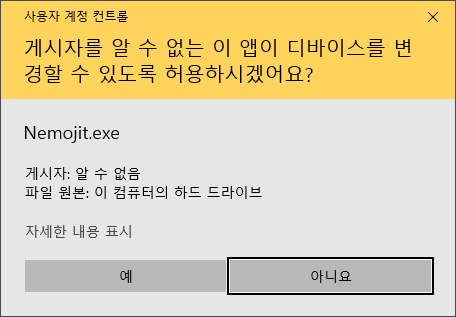 사용자 계정 컨트롤
게시자를 알 수 없는 이 앱이 디바이스를 변
경할 수 있도록 허용하시겠어요?
Nemojit.exe
게시자: 알 수 없음
파일 원본: 이 컴퓨터의 하드 드라이브
자세한 내용 표시
예
아니요